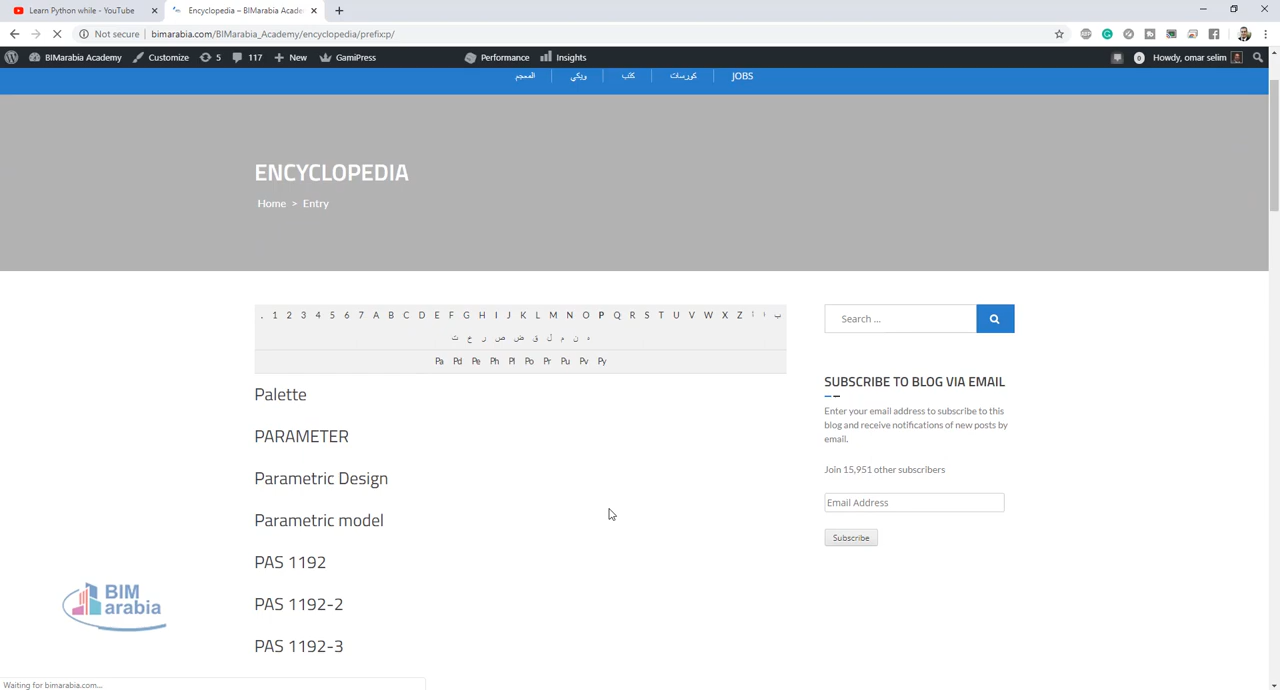 Learn Python while - YouTube
Encyclopedia – BIMarabia Acade
Not secure | bimarabia.com/BIMarabia_Academy/encyclopedia/prefix:p/
BIMarabia Academy Customize 5 117 New GamiPress Performance Insights 0 Howdy, omar selim
المعجم ويكي كتب كورسات JOBS
ENCYCLOPEDIA
Home > Entry
1 2 3 4 5 6 7 A B C D E F G H I J K L M N O P Q R S T U V W X Z أ ا ب
ت ح ر ص ض ق ل م ن ه
Pa Pd Pe Ph Pl Po Pr Pu Pv Py
Palette
PARAMETER
Parametric Design
Parametric model
PAS 1192
PAS 1192-2
PAS 1192-3
Search ...
SUBSCRIBE TO BLOG VIA EMAIL
Enter your email address to subscribe to this
blog and receive notifications of new posts by
email.
Join 15,951 other subscribers
Email Address
Subscribe
BIM
arabia
Waiting for bimarabia.com...